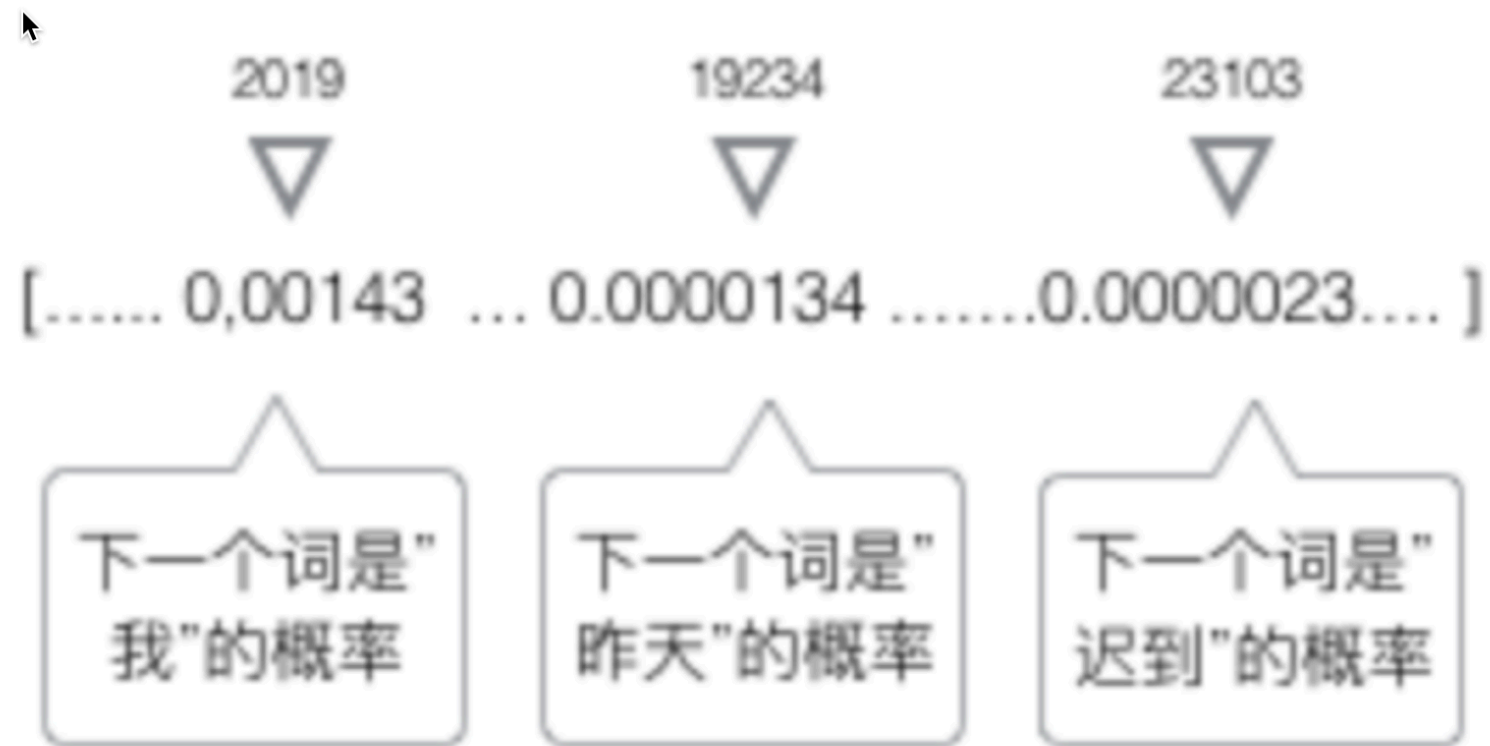 2019 19234 23103
[...... 0,00143 ... 0.0000134 .......0.0000023.... ]
下一个词是”
我”的概率
下一个词是”
昨天”的概率
下一个词是”
迟到”的概率